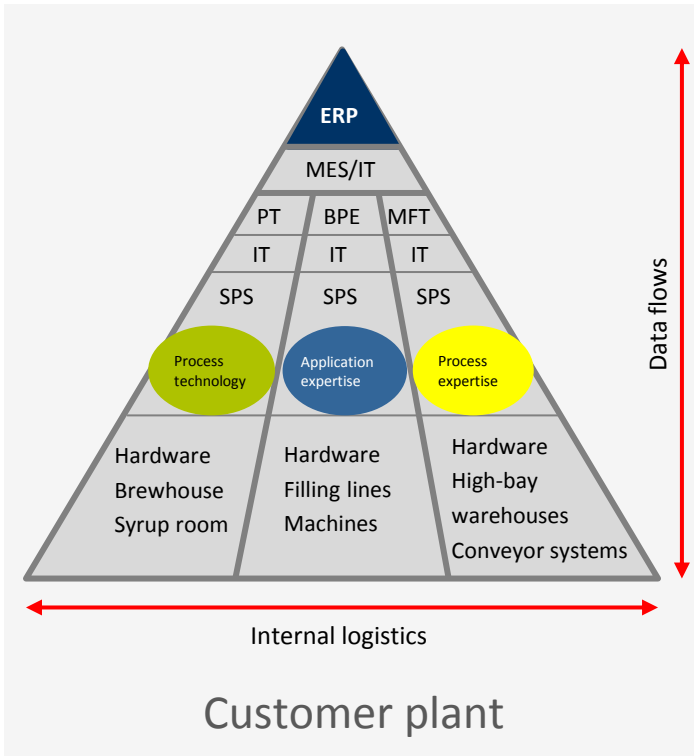 ERP
MES/IT
PT
BPE
MFT
IT
IT
IT
SPS
SPS
SPS
Process
technology
Application
expertise
Process
expertise
Hardware
Brewhouse
Syrup room
Hardware
Filling lines
Machines
Hardware
High-bay
warehouses
Conveyor systems
Data flows
Internal logistics
Customer plant